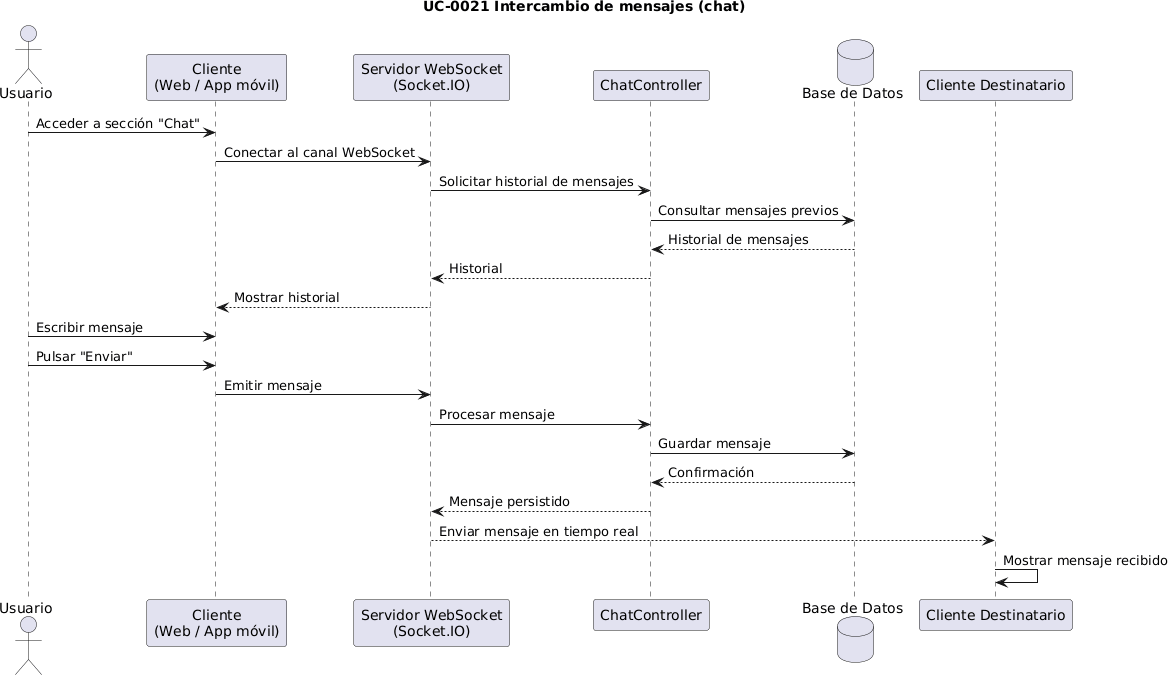 UC-0021 Intercambio de mensajes (chat)
Usuario
Cliente
(Web / App móvil)
Servidor WebSocket
(Socket.IO)
ChatController
Base de Datos
Cliente Destinatario
Acceder a sección "Chat"
Conectar al canal WebSocket
Solicitar historial de mensajes
Consultar mensajes previos
Historial de mensajes
Historial
Mostrar historial
Escribir mensaje
Pulsar "Enviar"
Emitir mensaje
Procesar mensaje
Guardar mensaje
Confirmación
Mensaje persistido
Enviar mensaje en tiempo real
Mostrar mensaje recibido
Usuario
Cliente
(Web / App móvil)
Servidor WebSocket
(Socket.IO)
ChatController
Base de Datos
Cliente Destinatario